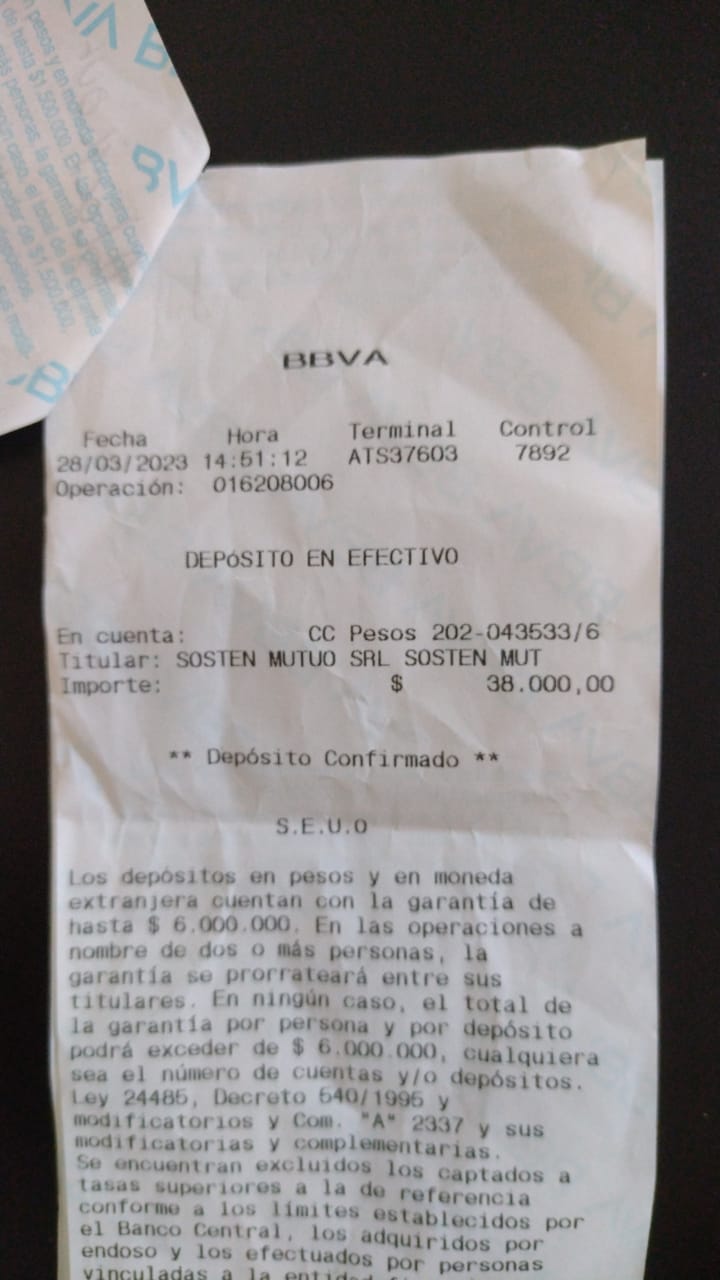 BBVA
Fecha Hora Terminal Control
28/03/2023 14:51:12 ATS37603 7892
Operación: 016208006
DEPóSITO EN EFECTIVO
En cuenta: CC Pesos 202-043533/6
Titular: SOSTEN MUTUO SRL SOSTEN MUT
Importe: $ 38.000,00
** Depósito Confirmado **
S.E.U.O
Los depósitos en pesos y en moneda
extranjera cuentan con la garantía de
hasta $ 6.000.000. En las operaciones a
nombre de dos o más personas, la
garantía se prorrateará entre sus
titulares. En ningún caso, el total de
la garantía por persona y por depósito
podrá exceder de $ 6.000.000, cualquiera
sea el número de cuentas y/o depósitos.
Ley 24485, Decreto 540/1995 y
modificatorios y Com. "A" 2337 y sus
modificatorias y complementarias.
Se encuentran excluidos los captados a
tasas superiores a la de referencia
conforme a los límites establecidos por
el Banco Central, los adquiridos por
endoso y los efectuados por personas
vinculadas a la entidad